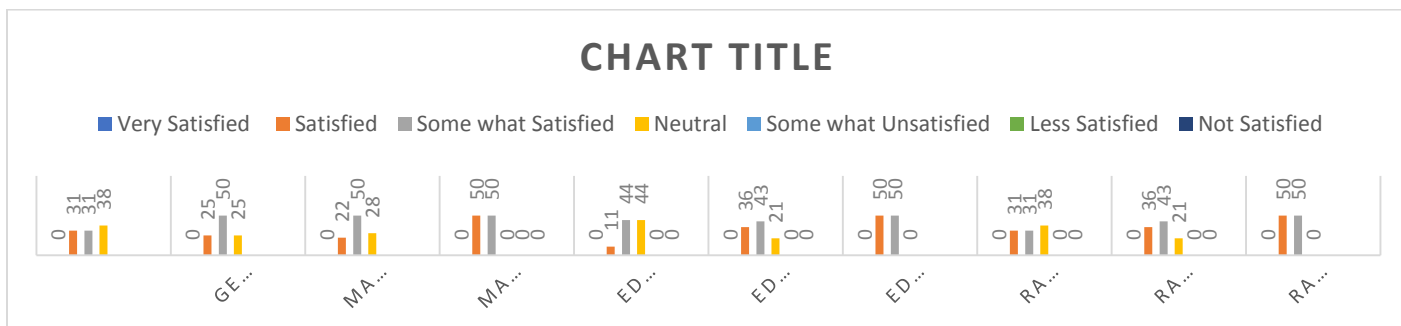 CHART TITLE
Very Satisfied Satisfied Some what Satisfied Neutral Some what Unsatisfied Less Satisfied Not Satisfied
0 31 31 38
0 25 50 25
0 22 50 28
0 50 50 0 0 0
0 11 44 44 0 0
0 36 43 21 0 0
0 50 50 0
0 31 31 38 0 0
0 36 43 21 0 0
0 50 50 0
GE...
MA...
MA...
ED...
ED...
ED...
RA...
RA...
RA...